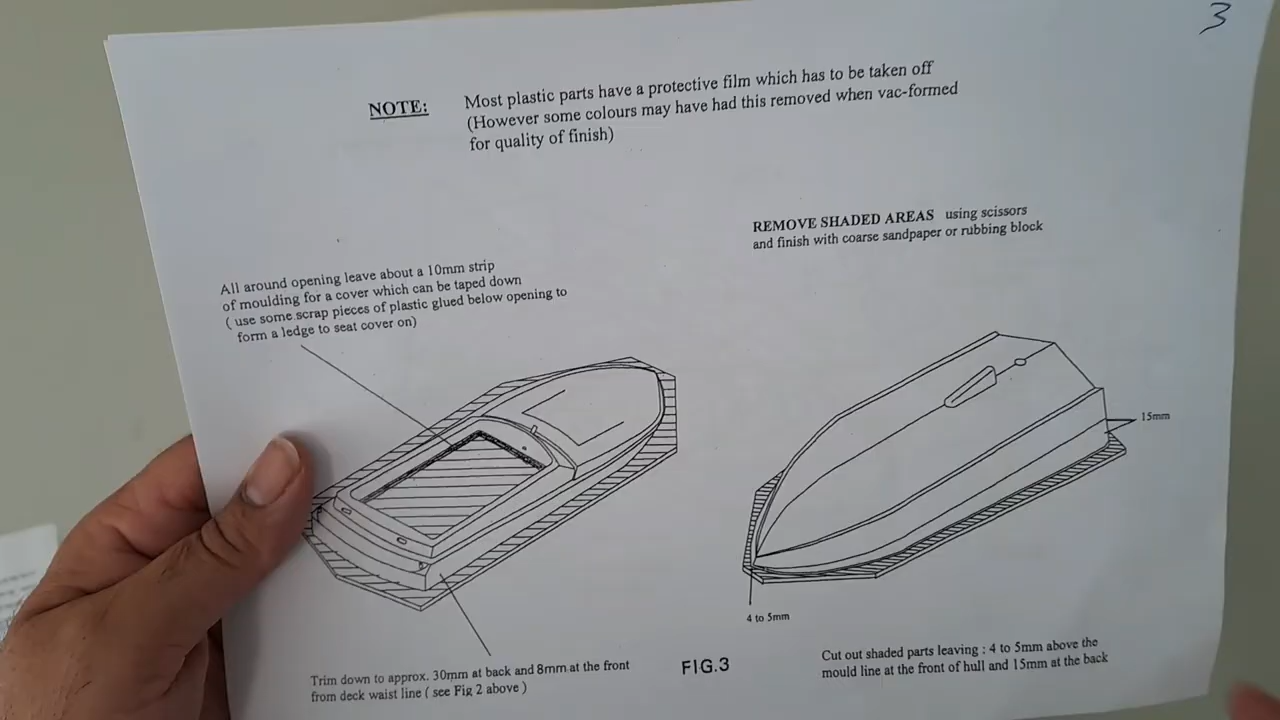 3
NOTE: Most plastic parts have a protective film which has to be taken off
(However some colours may have had this removed when vac-formed
for quality of finish)
REMOVE SHADED AREAS using scissors
and finish with coarse sandpaper or rubbing block
All around opening leave about a 10mm strip
of moulding for a cover which can be taped down
( use some scrap pieces of plastic glued below opening to
form a ledge to seat cover on)
15mm
4 to 5mm
Trim down to approx. 30mm at back and 8mm at the front
from deck waist line ( see Fig 2 above )
FIG.3
Cut out shaded parts leaving : 4 to 5mm above the
mould line at the front of hull and 15mm at the back